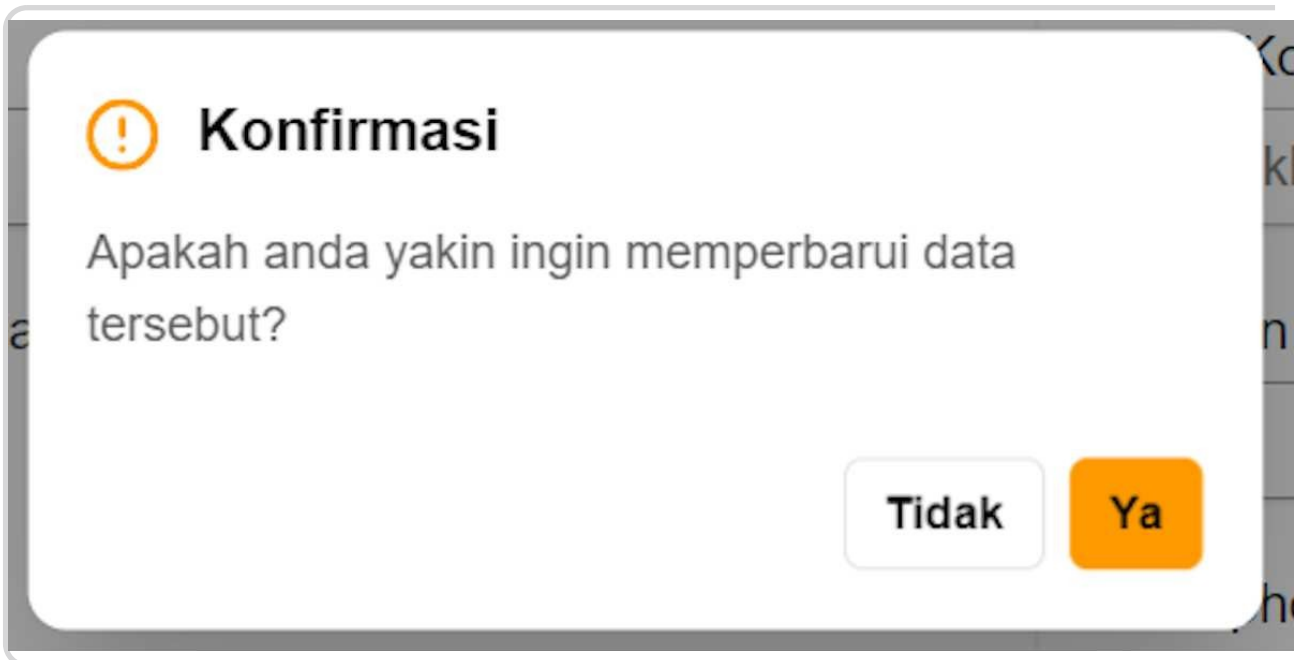 Konfirmasi
Apakah anda yakin ingin memperbarui data
tersebut?
Tidak
Ya